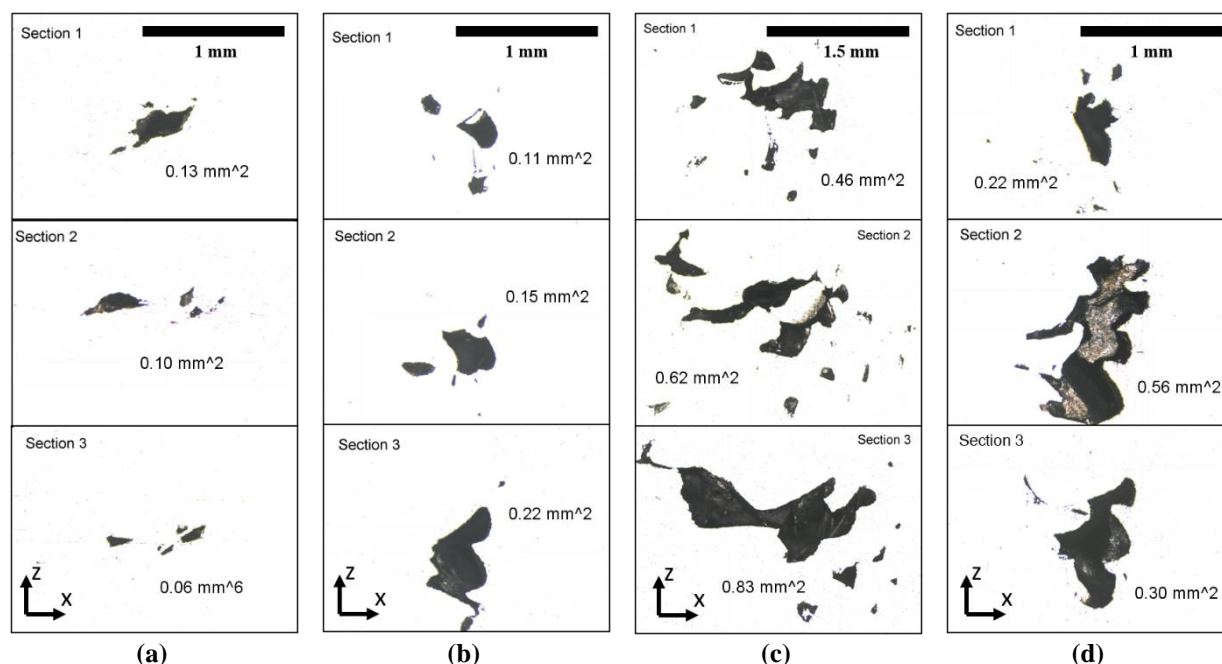 Section 1
1 mm
0.13 mm^2
Section 2
0.10 mm^2
Section 3
0.06 mm^6
Z
X
(a)
Section 1
1 mm
0.11 mm^2
Section 2
0.15 mm^2
Section 3
0.22 mm^2
Z
X
(b)
Section 1
1.5 mm
0.46 mm^2
Section 2
0.62 mm^2
Section 3
0.83 mm^2
Z
X
(c)
Section 1
1 mm
0.22 mm^2
Section 2
0.56 mm^2
Section 3
0.30 mm^2
Z
X
(d)